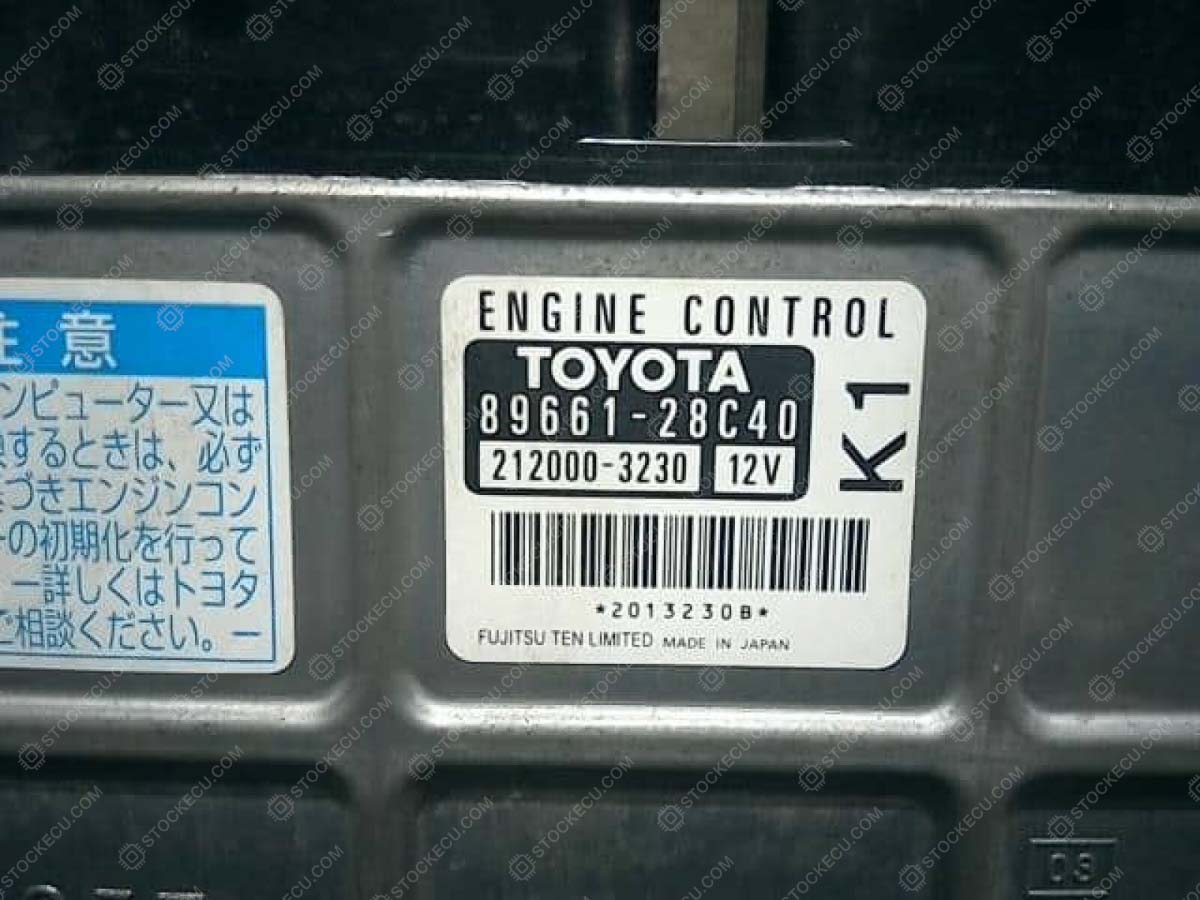 注意
ンピューター又は
するときは、必ず
づきエンジンコン
ーの初期化を行って
。ー詳しくはトヨタ
ご相談ください。ー
ENGINE CONTROL
TOYOTA
89661-28C40
212000-3230 12V
K1
*2013230B*
FUJITSU TEN LIMITED MADE IN JAPAN
03
STOCKECU.COM